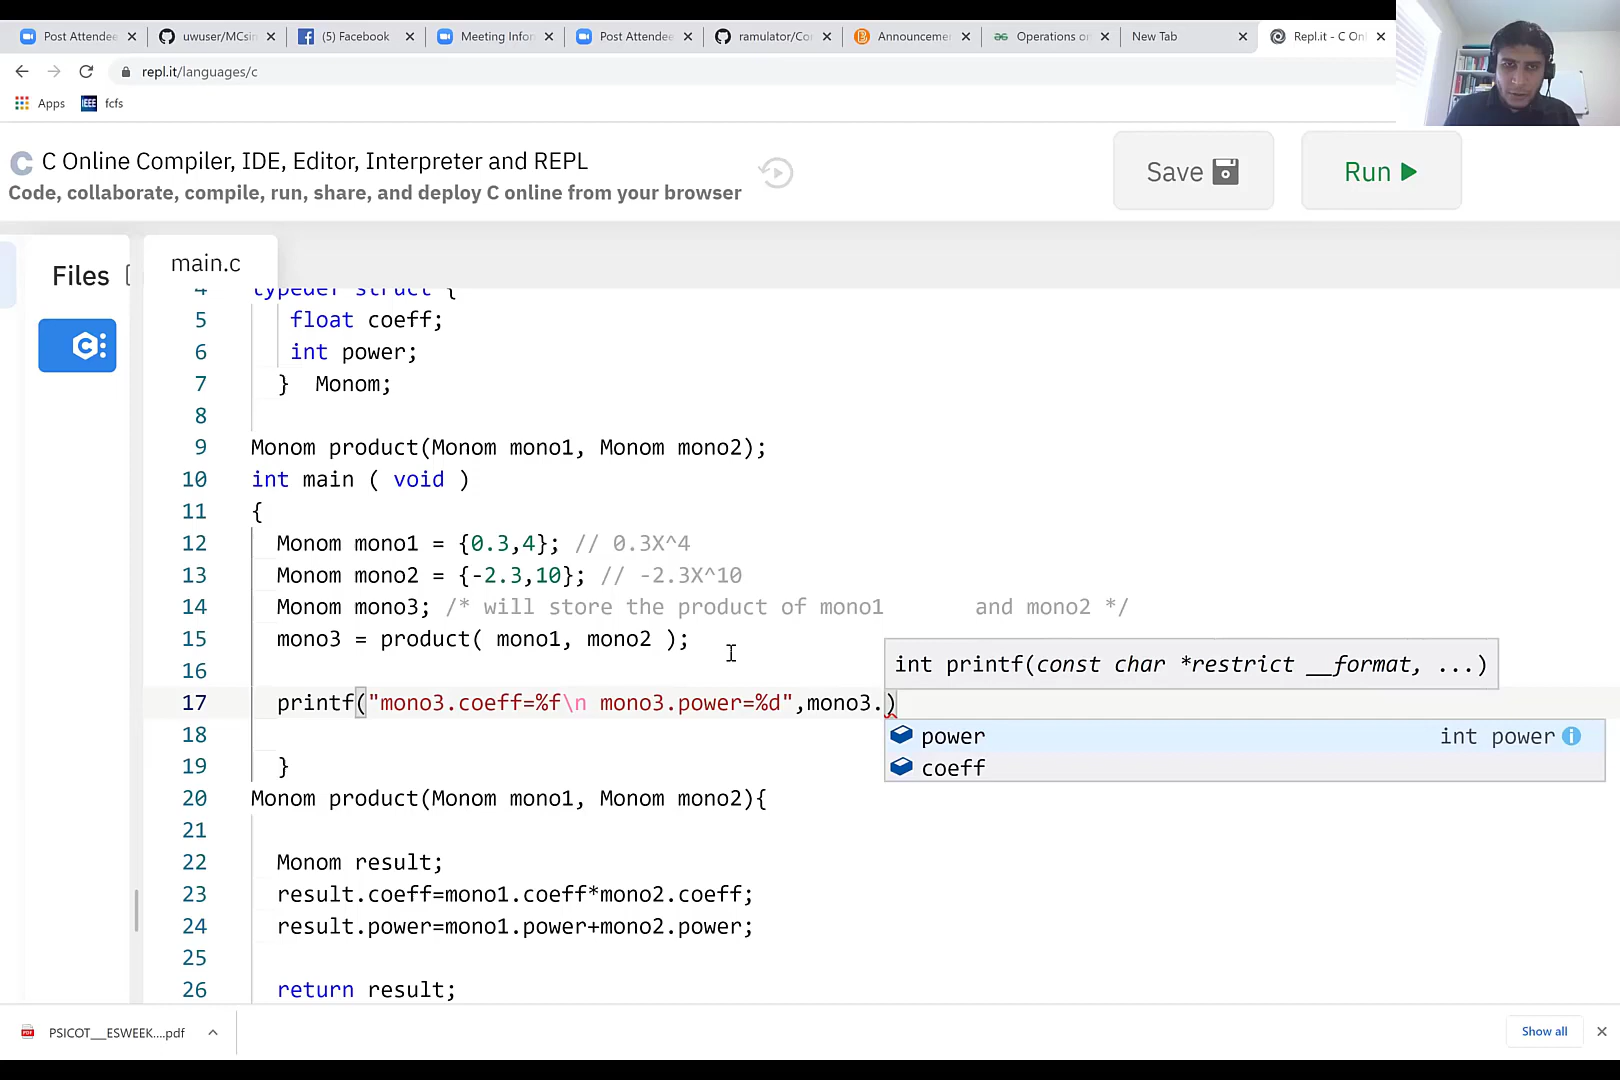 Post Attendee
uwuser/MCsin
(5) Facebook
Meeting Infor
Post Attendee
ramulator/Co
Announcemen
Operations on
New Tab
Repl.it - C Onl
repl.it/languages/c
Apps
fcfs
C Online Compiler, IDE, Editor, Interpreter and REPL
Code, collaborate, compile, run, share, and deploy C online from your browser
Save
Run
Files
main.c
4 typedef struct {
5 float coeff;
6 int power;
7 } Monom;
8
9 Monom product(Monom mono1, Monom mono2);
10 int main ( void )
11 {
12 Monom mono1 = {0.3,4}; // 0.3X^4
13 Monom mono2 = {-2.3,10}; // -2.3X^10
14 Monom mono3; /* will store the product of mono1 and mono2 */
15 mono3 = product( mono1, mono2 );
16
int printf(const char *restrict __format, ...)
17 printf("mono3.coeff=%f\n mono3.power=%d",mono3.)
18
power int power
coeff
19 }
20 Monom product(Monom mono1, Monom mono2){
21
22 Monom result;
23 result.coeff=mono1.coeff*mono2.coeff;
24 result.power=mono1.power+mono2.power;
25
26 return result;
PSICOT__ESWEEK....pdf
Show all